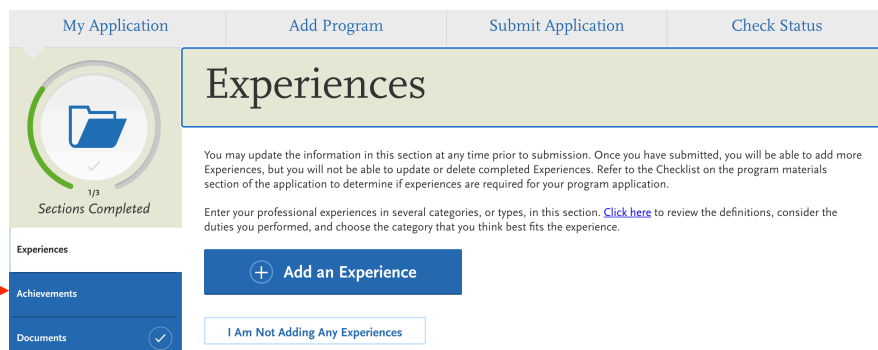 My Application
Add Program
Submit Application
Check Status
1/3
Sections Completed
Experiences
Achievements
Documents
Experiences
You may update the information in this section at any time prior to submission. Once you have submitted, you will be able to add more
Experiences, but you will not be able to update or delete completed Experiences. Refer to the Checklist on the program materials
section of the application to determine if experiences are required for your program application.
Enter your professional experiences in several categories, or types, in this section. Click here to review the definitions, consider the
duties you performed, and choose the category that you think best fits the experience.
Add an Experience
I Am Not Adding Any Experiences